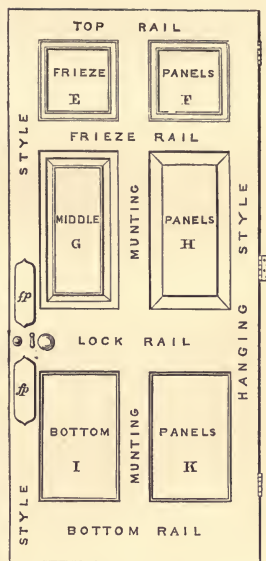 TOP RAIL
FRIEZE PANELS
E F
FRIEZE RAIL
STYLE
MIDDLE PANELS
G H
MUNTING
STYLE
HANGING
fp
LOCK RAIL
fp
BOTTOM PANELS
I K
MUNTING
STYLE
BOTTOM RAIL